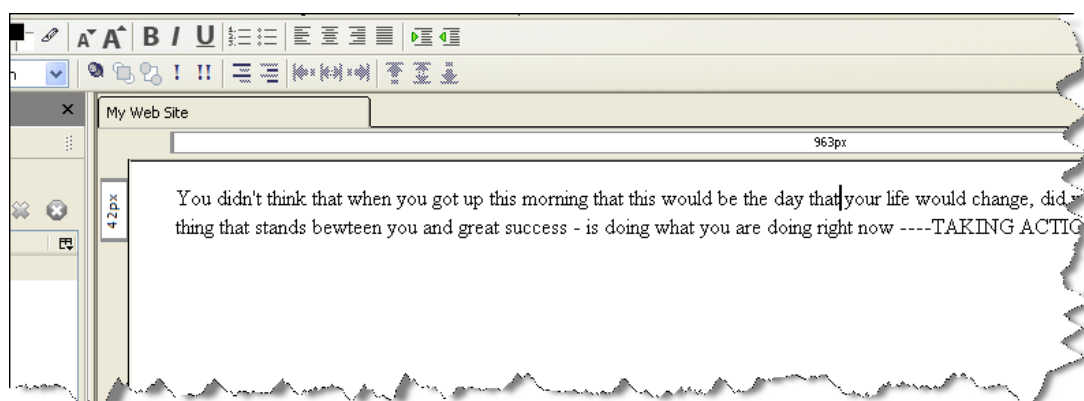 My Web Site
963px
42px
You didn't think that when you got up this morning that this would be the day that your life would change, did
thing that stands bewteen you and great success - is doing what you are doing right now ----TAKING ACTIO